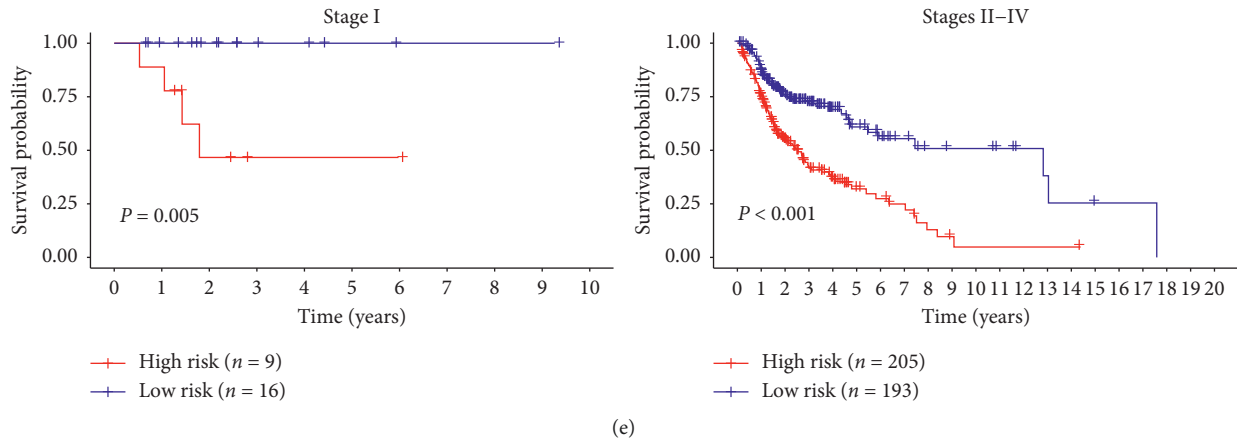 Stage I
Survival probability
1.00
0.75
0.50
0.25
0.00
P = 0.005
0 1 2 3 4 5 6 7 8 9 10
Time (years)
High risk (n = 9)
Low risk (n = 16)
Stages II–IV
Survival probability
1.00
0.75
0.50
0.25
0.00
P < 0.001
0 1 2 3 4 5 6 7 8 9 10 11 12 13 14 15 16 17 18 19 20
Time (years)
High risk (n = 205)
Low risk (n = 193)
(e)